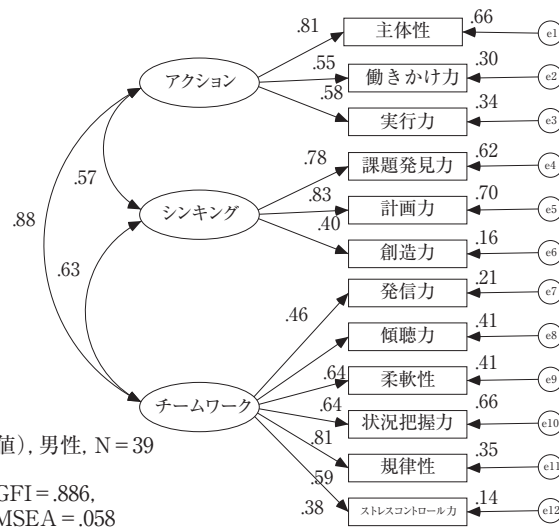 .81
主体性
.66
e1
アクション
.55
働きかけ力
.30
e2
.58
実行力
.34
e3
.57
.78
課題発見力
.62
e4
シンキング
.83
計画力
.70
e5
.88
.40
創造力
.16
e6
.63
発信力
.21
e7
.46
傾聴力
.41
e8
.64
柔軟性
.41
e9
チームワーク
.64
状況把握力
.66
e10
値), 男性, N=39
.81
規律性
.35
e11
.59
GFI=.886,
.38
ストレスコントロール力
.14
e12
MSEA=.058